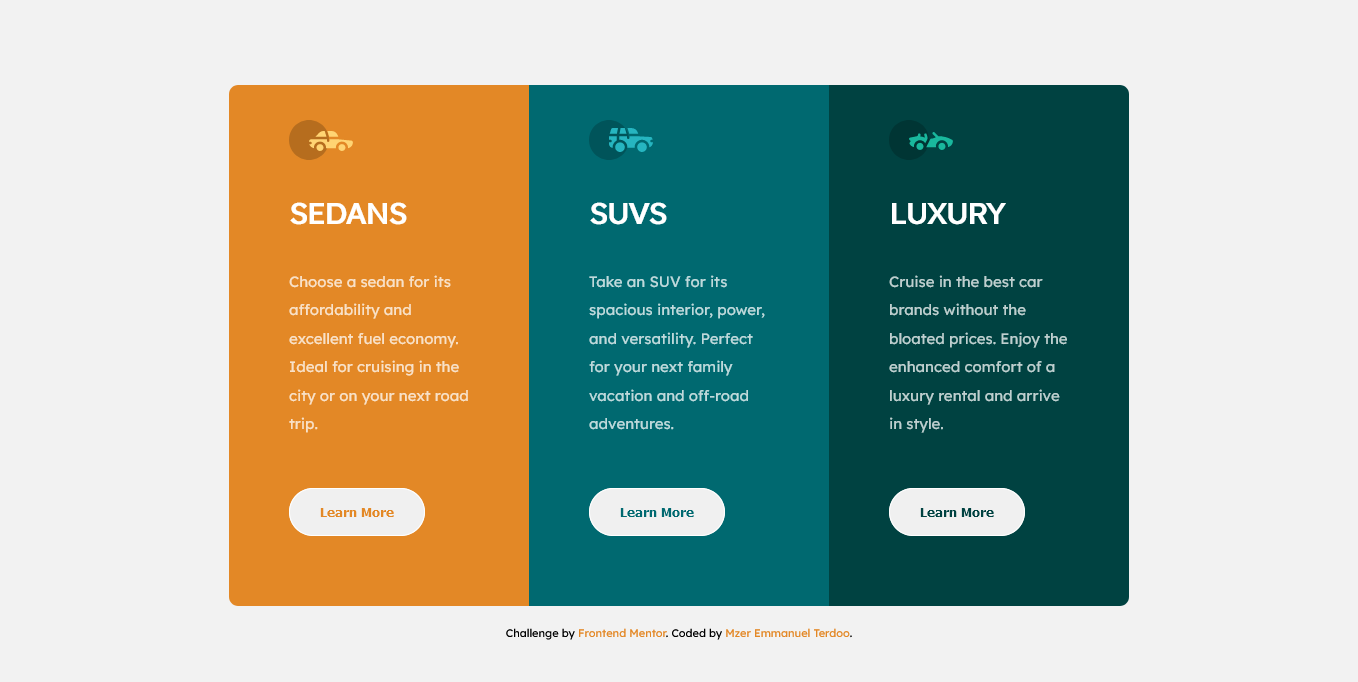 SEDANS
Choose a sedan for its
affordability and
excellent fuel economy.
Ideal for cruising in the
city or on your next road
trip.
Learn More
SUVS
Take an SUV for its
spacious interior, power,
and versatility. Perfect
for your next family
vacation and off-road
adventures.
Learn More
LUXURY
Cruise in the best car
brands without the
bloated prices. Enjoy the
enhanced comfort of a
luxury rental and arrive
in style.
Learn More
Challenge by Frontend Mentor. Coded by Mzer Emmanuel Terdoo.